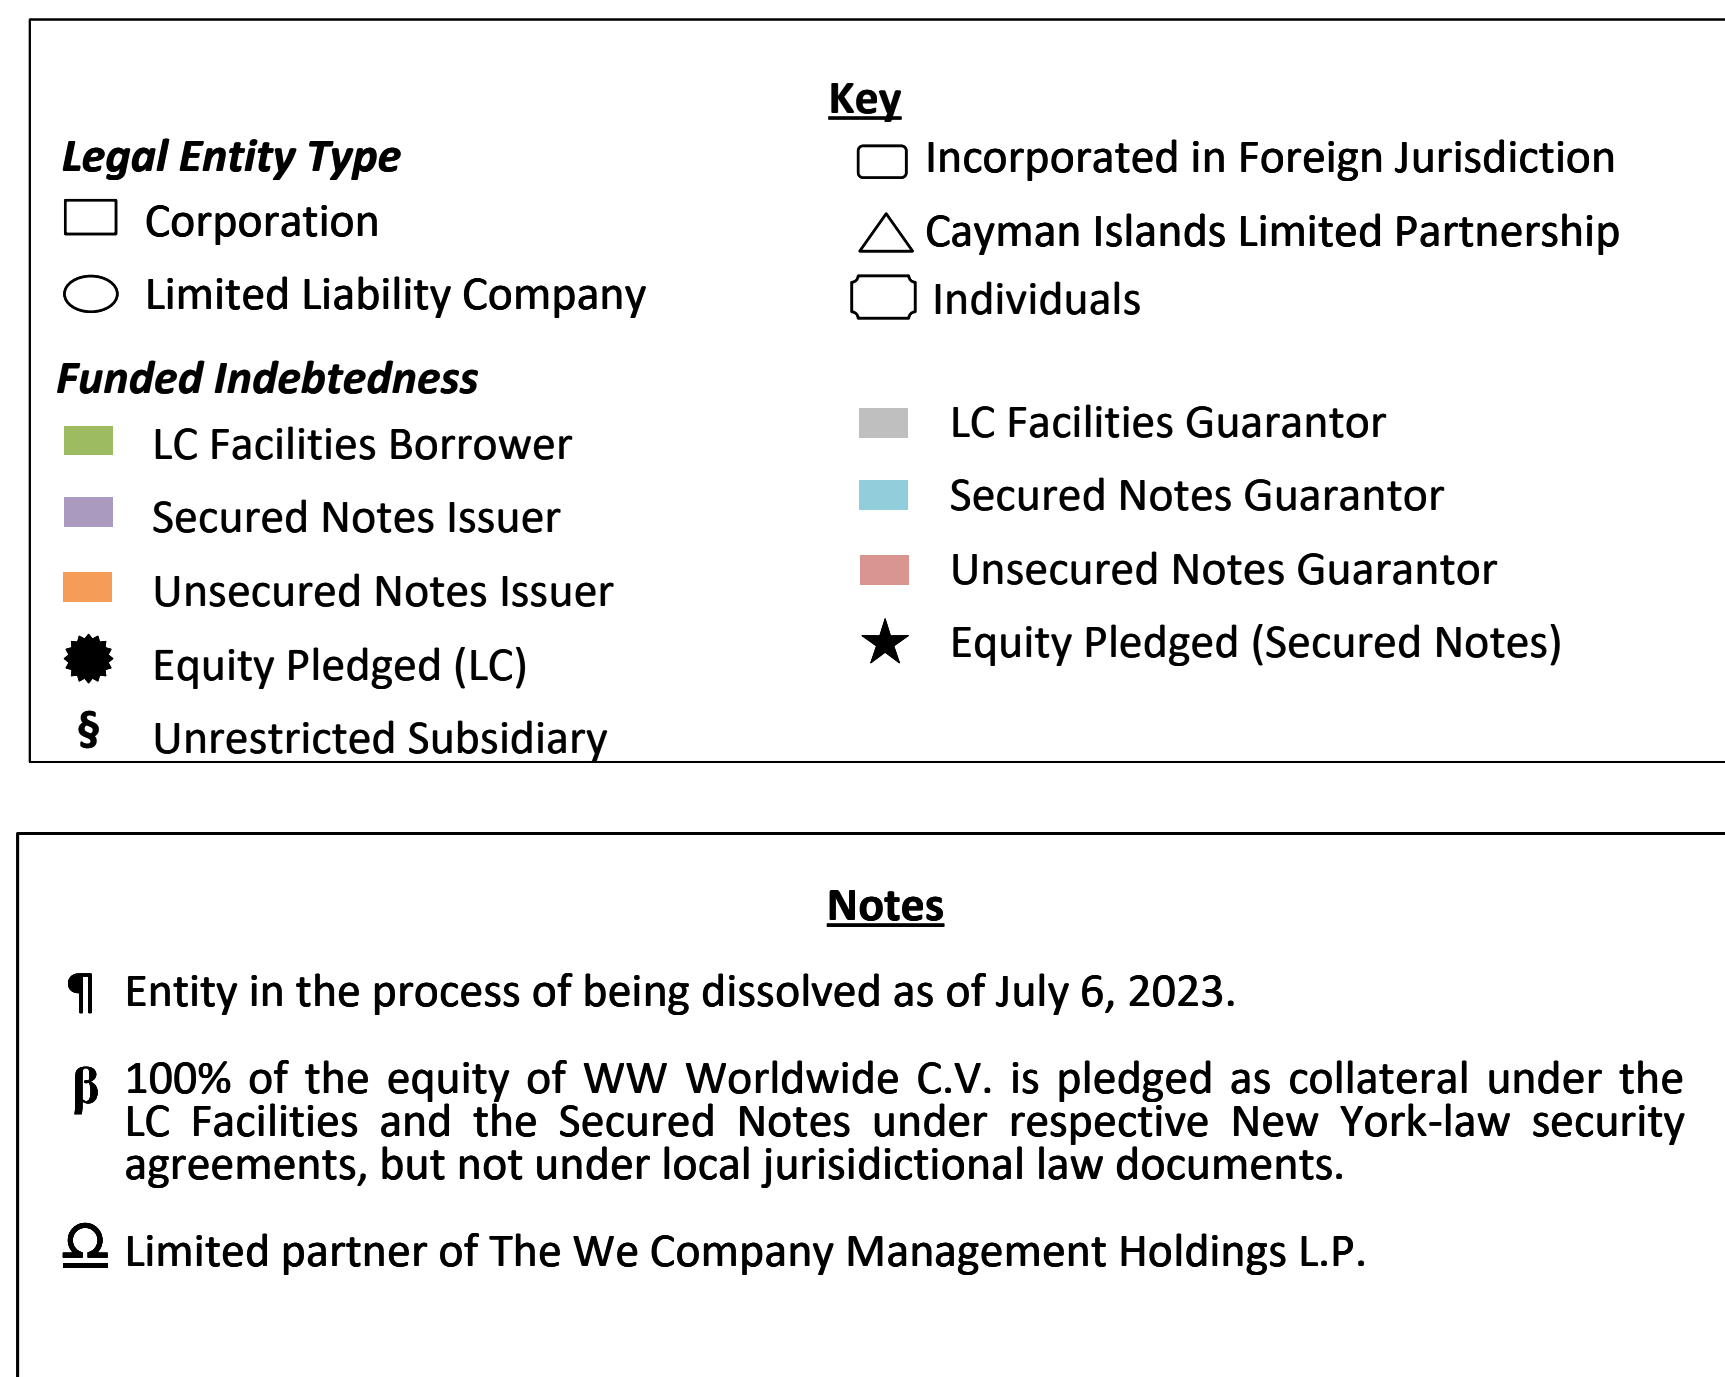 Key
Legal Entity Type
Corporation
Limited Liability Company
Incorporated in Foreign Jurisdiction
Cayman Islands Limited Partnership
Individuals
Funded Indebtedness
LC Facilities Borrower
Secured Notes Issuer
Unsecured Notes Issuer
Equity Pledged (LC)
§ Unrestricted Subsidiary
LC Facilities Guarantor
Secured Notes Guarantor
Unsecured Notes Guarantor
★ Equity Pledged (Secured Notes)
Notes
¶ Entity in the process of being dissolved as of July 6, 2023.
β 100% of the equity of WW Worldwide C.V. is pledged as collateral under the
LC Facilities and the Secured Notes under respective New York-law security
agreements, but not under local jurisidictional law documents.
♎ Limited partner of The We Company Management Holdings L.P.